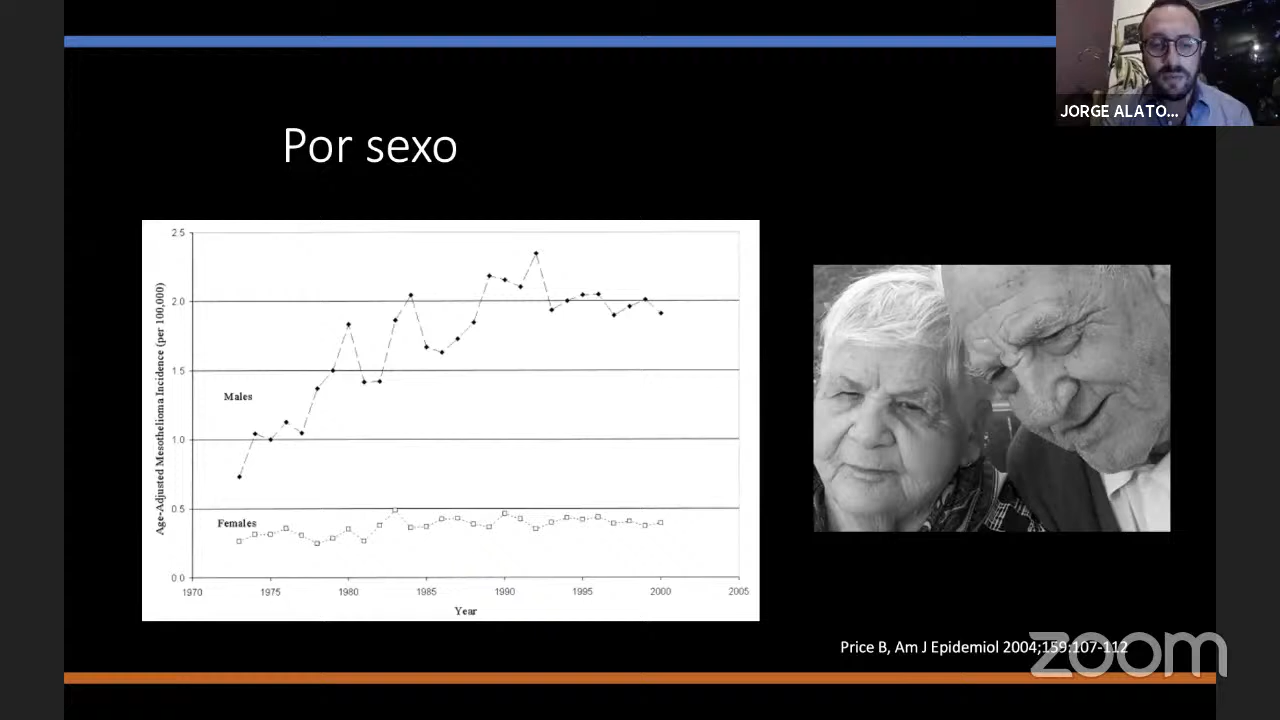 JORGE ALATO...
Por sexo
Age-Adjusted Mesothelioma Incidence (per 100,000)
2.5
2.0
1.5
1.0
0.5
0.0
Males
Females
1970 1975 1980 1985 1990 1995 2000 2005
Year
Price B, Am J Epidemiol 2004;159:107-112
zoom